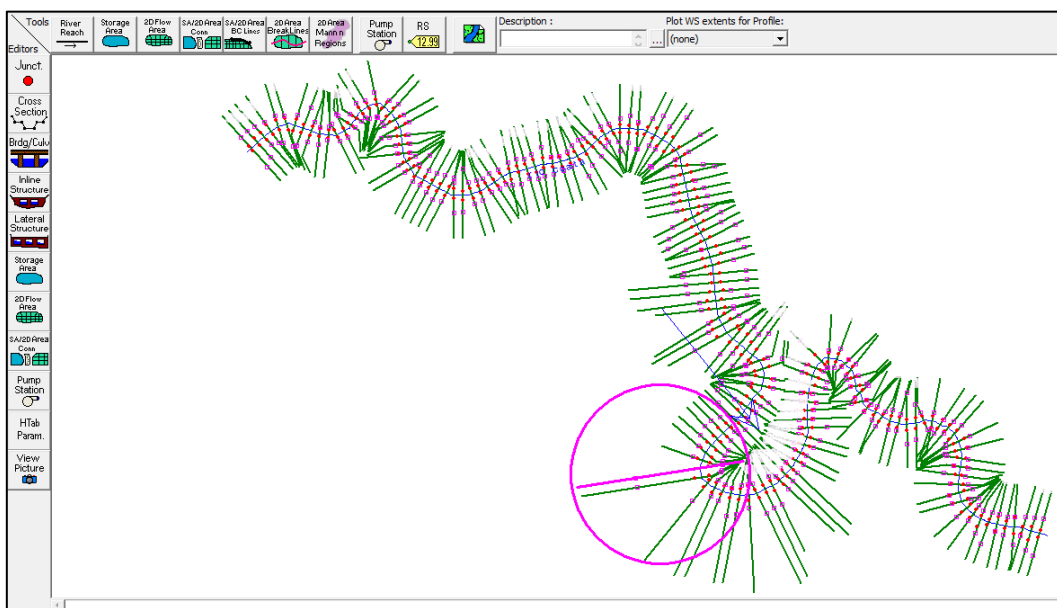 Tools
Editors
River
Reach
Storage
Area
2D Flow
Area
SA/2D Area
Conn
SA/2D Area
BC Lines
2D Area
BreakLines
2D Area
Mann n
Regions
Pump
Station
RS
12.99
Description :
...
Plot WS extents for Profile:
(none)
Junct.
Cross
Section
Brdg/Culv
Inline
Structure
Lateral
Structure
Storage
Area
2D Flow
Area
SA/2D Area
Conn
Pump
Station
HTab
Param.
View
Picture